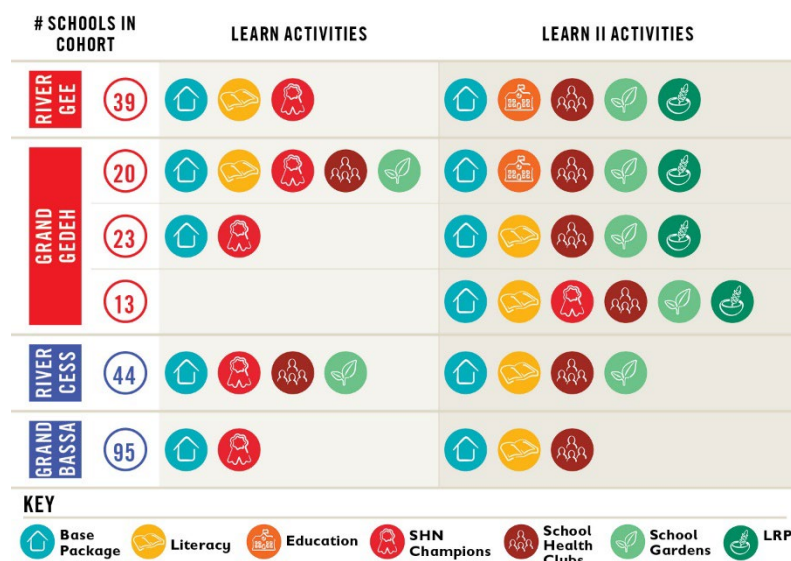 # SCHOOLS IN
COHORT
LEARN ACTIVITIES
LEARN II ACTIVITIES
RIVER
GEE
39
GRAND
GEDEH
20
23
13
RIVER
CESS
44
GRAND
BASSA
95
KEY
Base
Package
Literacy
Education
SHN
Champions
School
Health
Clubs
School
Gardens
LRP